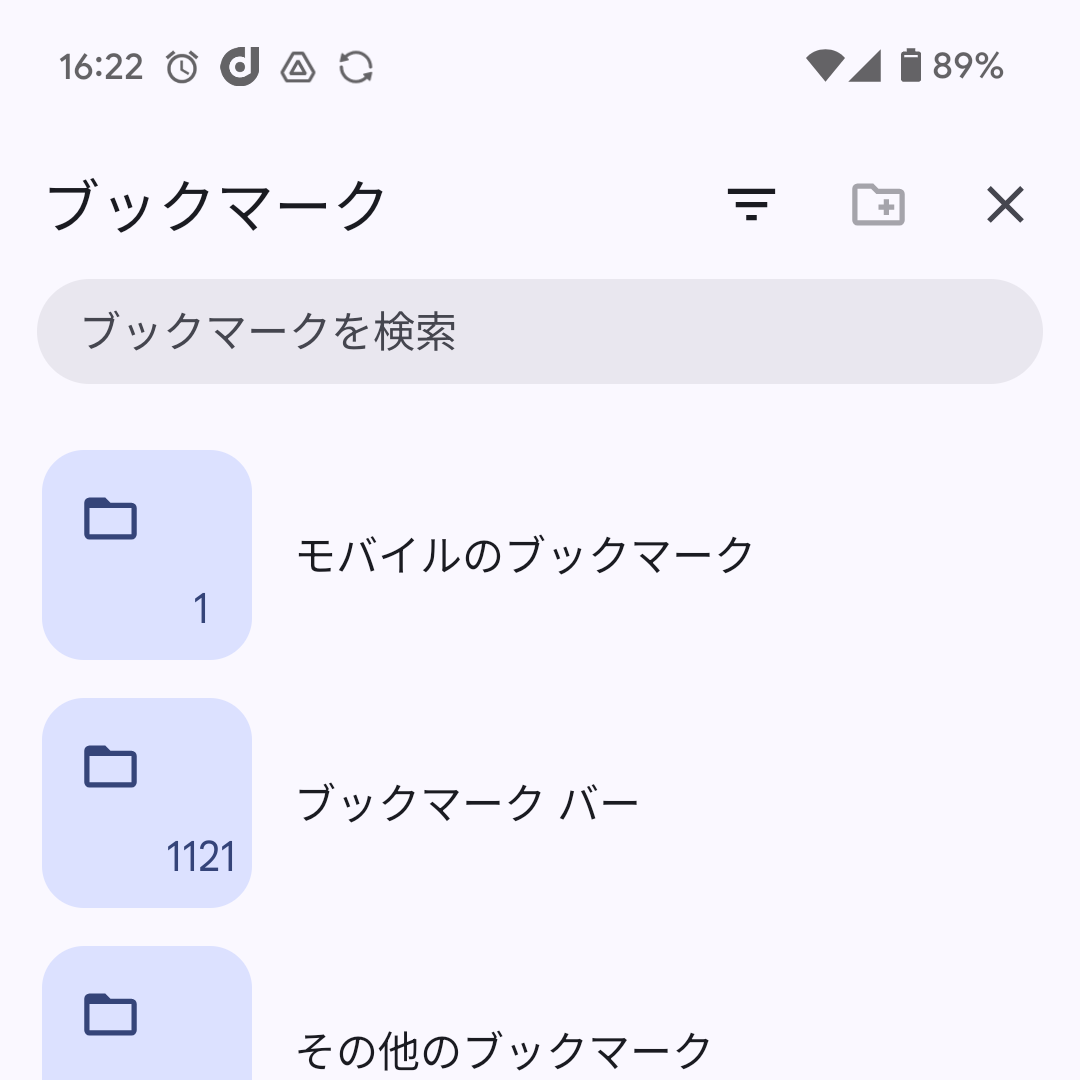 16:22 89%
ブックマーク
ブックマークを検索
モバイルのブックマーク
1
ブックマーク バー
1121
その他のブックマーク